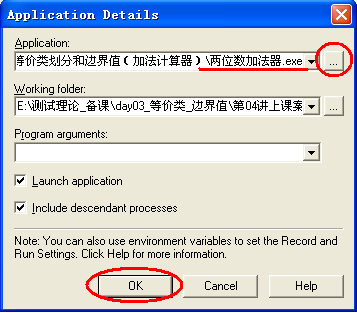 Application Details
Application:
等价类划分和边界值(加法计算器)\两位数加法器.exe
...
Working folder:
E:\测试理论_备课\day03_等价类_边界值\第04讲上课案
...
Program arguments:
Launch application
Include descendant processes
Note: You can also use environment variables to set the Record and
Run Settings. Click Help for more information.
OK
Cancel
Help